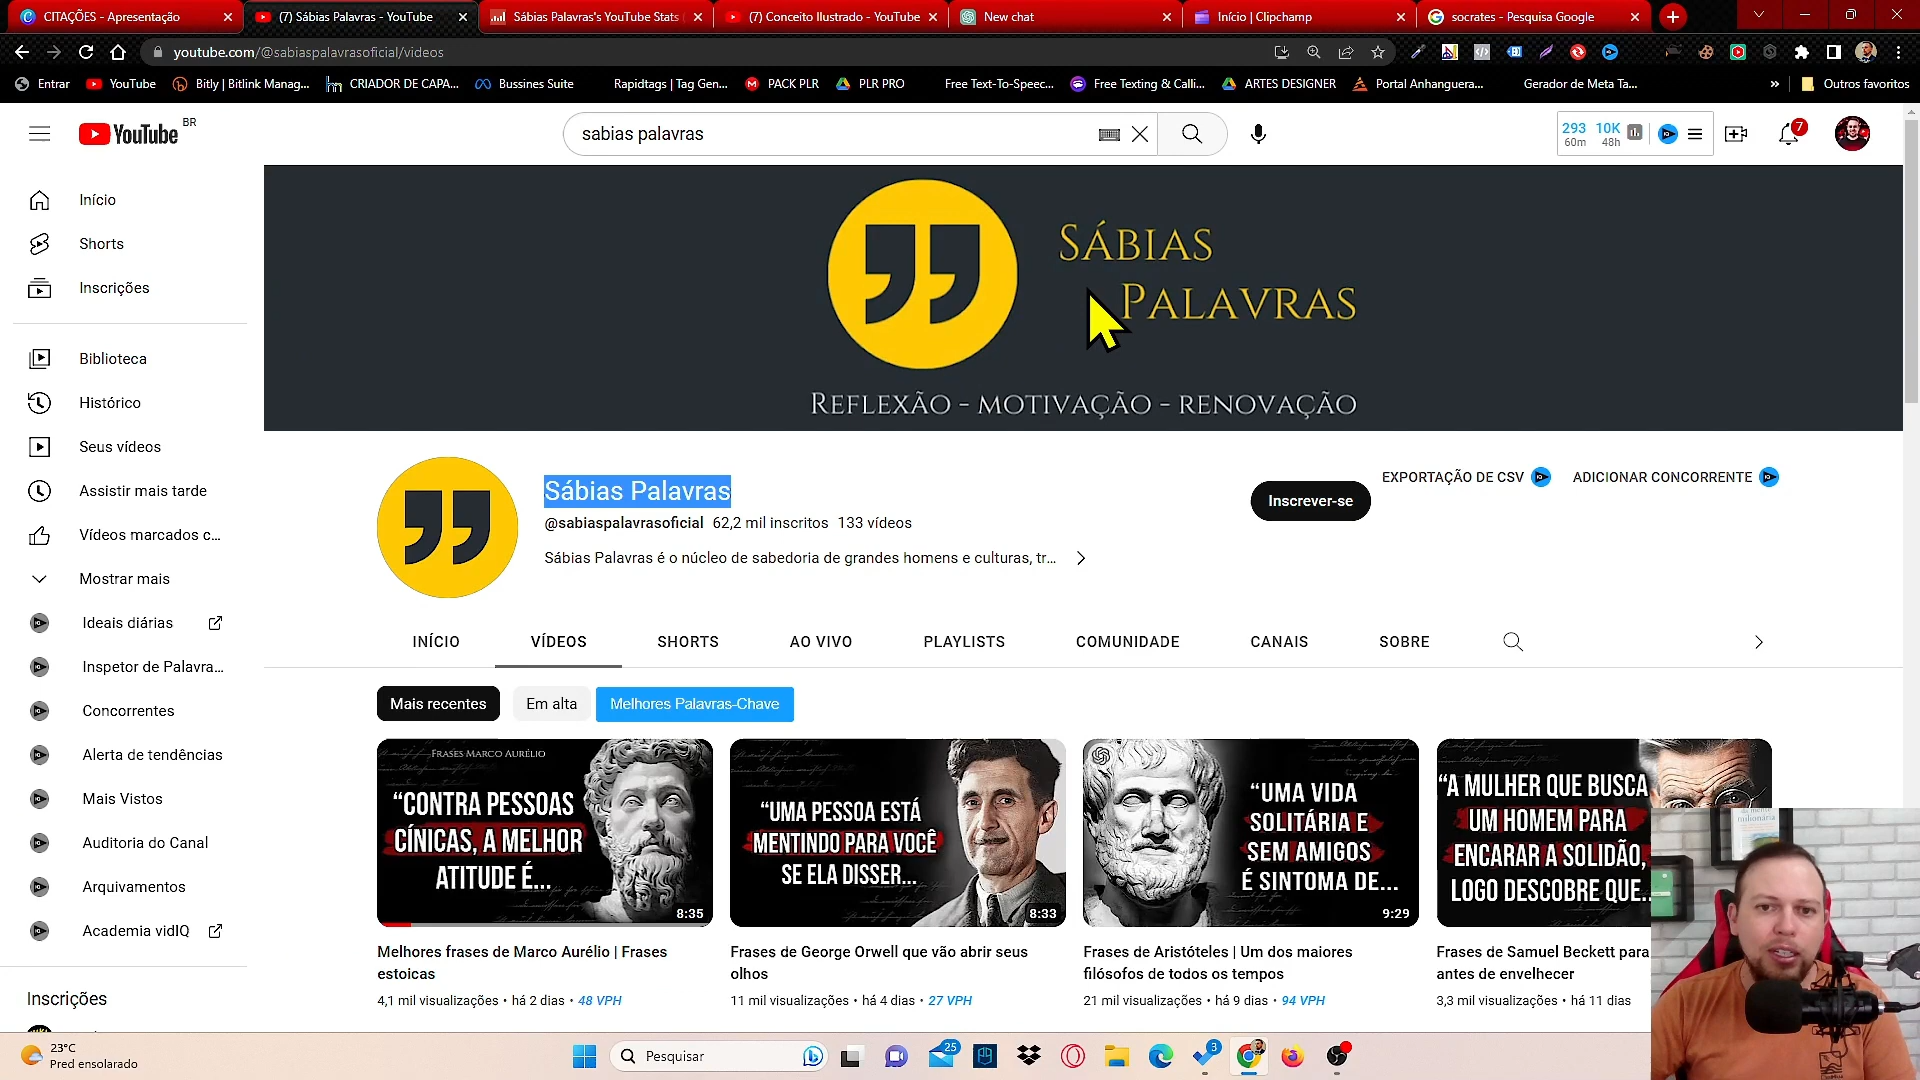 CITAÇÕES - Apresentação
(7) Sábias Palavras - YouTube
Sábias Palavras's YouTube Stats
(7) Conceito Ilustrado - YouTube
New chat
Início | Clipchamp
socrates - Pesquisa Google
youtube.com/@sabiaspalavrasoficial/videos
Entrar
YouTube
Bitly | Bitlink Manag...
CRIADOR DE CAPA...
Bussines Suite
Rapidtags | Tag Gen...
PACK PLR
PLR PRO
Free Text-To-Speec...
Free Texting & Calli...
ARTES DESIGNER
Portal Anhanguera...
Gerador de Meta Ta...
»
Outros favoritos
YouTube BR
sabias palavras
293 10K
60m 48h
7
Início
Shorts
Inscrições
Biblioteca
Histórico
Seus vídeos
Assistir mais tarde
Vídeos marcados c...
Mostrar mais
Ideais diárias
Inspetor de Palavra...
Concorrentes
Alerta de tendências
Mais Vistos
Auditoria do Canal
Arquivamentos
Academia vidIQ
Inscrições
SÁBIAS
PALAVRAS
REFLEXÃO - MOTIVAÇÃO - RENOVAÇÃO
Sábias Palavras
@sabiaspalavrasoficial 62,2 mil inscritos 133 vídeos
Sábias Palavras é o núcleo de sabedoria de grandes homens e culturas, tr...
Inscrever-se
EXPORTAÇÃO DE CSV
ADICIONAR CONCORRENTE
INÍCIO
VÍDEOS
SHORTS
AO VIVO
PLAYLISTS
COMUNIDADE
CANAIS
SOBRE
Mais recentes
Em alta
Melhores Palavras-Chave
FRASES MARCO AURÉLIO
“CONTRA PESSOAS
CÍNICAS, A MELHOR
ATITUDE É...
8:35
“UMA PESSOA ESTÁ
MENTINDO PARA VOCÊ
SE ELA DISSER...
8:33
“UMA VIDA
SOLITÁRIA E
SEM AMIGOS
É SINTOMA DE...
9:29
“A MULHER QUE BUSCA
UM HOMEM PARA
ENCARAR A SOLIDÃO,
LOGO DESCOBRE QUE..
Melhores frases de Marco Aurélio | Frases
estoicas
4,1 mil visualizações • há 2 dias • 48 VPH
Frases de George Orwell que vão abrir seus
olhos
11 mil visualizações • há 4 dias • 27 VPH
Frases de Aristóteles | Um dos maiores
filósofos de todos os tempos
21 mil visualizações • há 9 dias • 94 VPH
Frases de Samuel Beckett para
antes de envelhecer
3,3 mil visualizações • há 11 dias
milionária
23°C
Pred ensolarado
Pesquisar
25
3